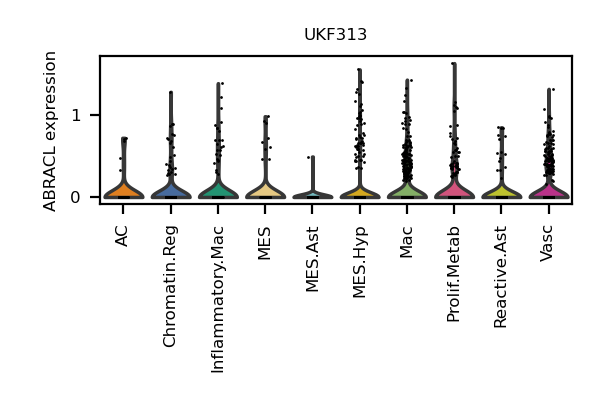 UKF313
ABRACL expression
1
0
AC
Chromatin.Reg
Inflammatory.Mac
MES
MES.Ast
MES.Hyp
Mac
Prolif.Metab
Reactive.Ast
Vasc